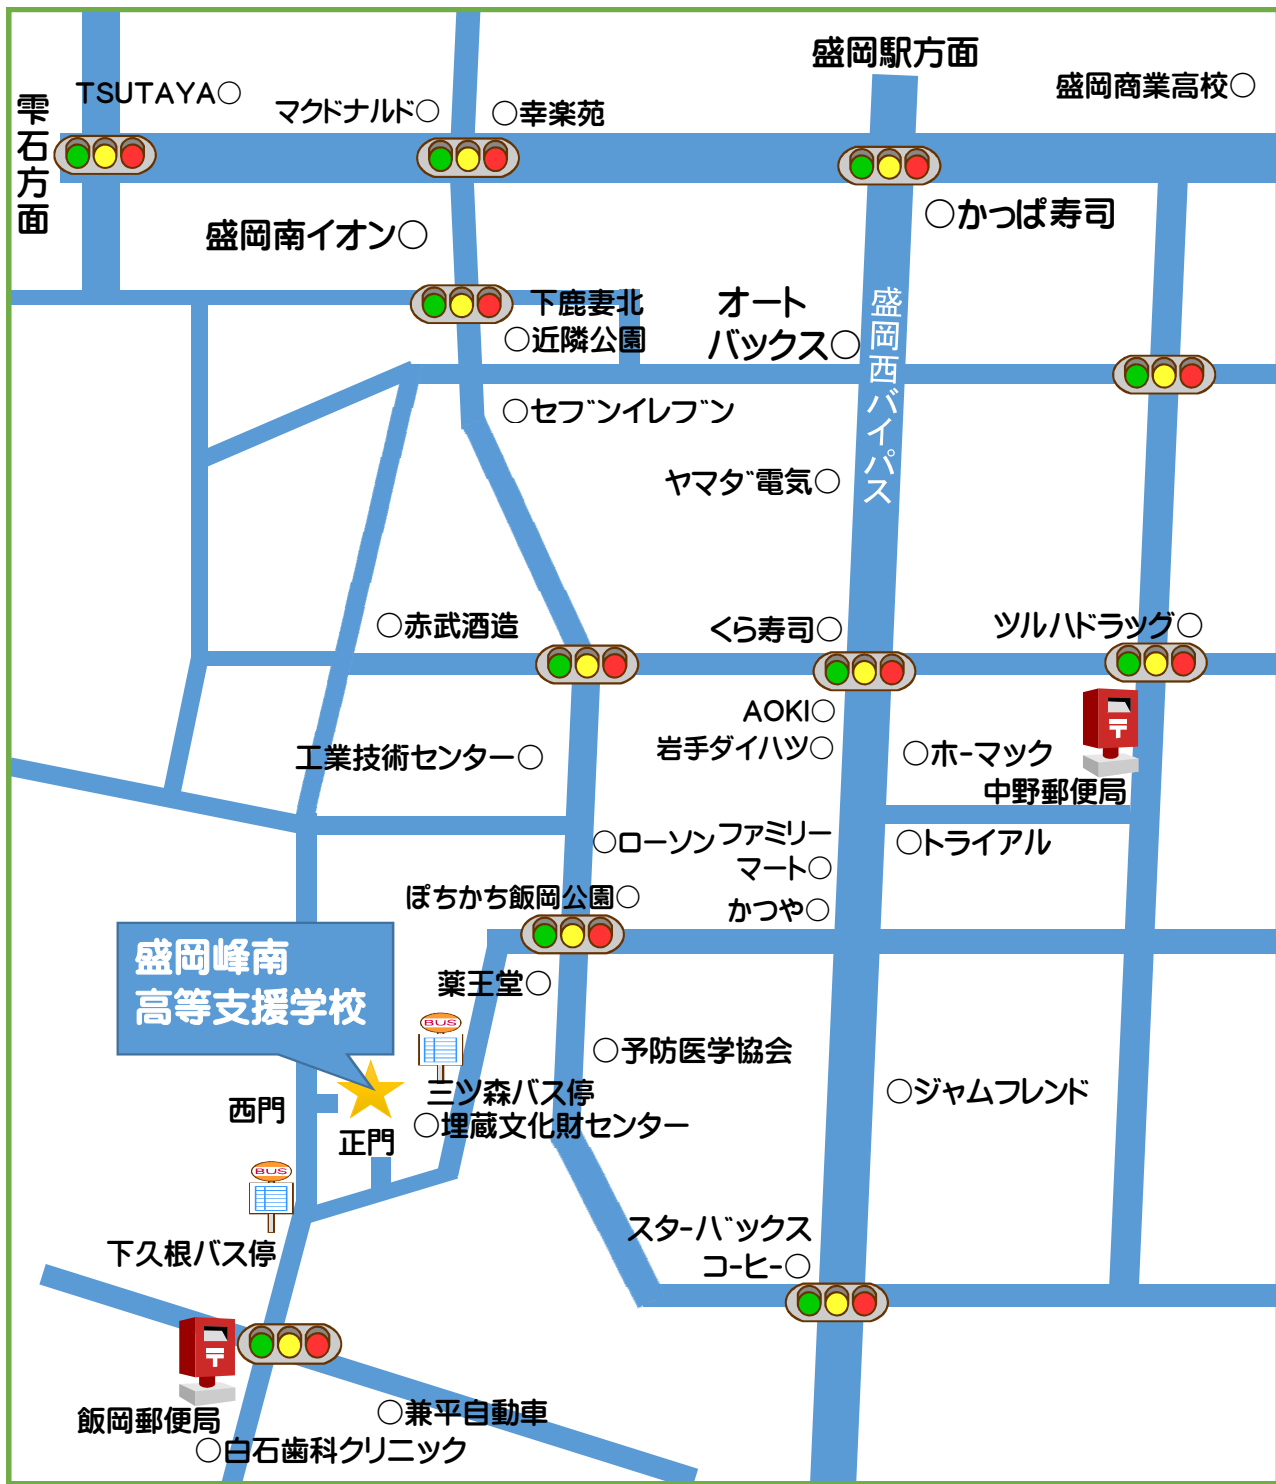 盛岡駅方面
TSUTAYA○
マクドナルド○
○幸楽苑
盛岡商業高校○
雫石方面
盛岡南イオン○
○かっぱ寿司
下鹿妻北
○近隣公園
オート
バックス○
盛岡西バイパス
○セブンイレブン
ヤマダ電気○
○赤武酒造
くら寿司○
ツルハドラッグ○
AOKI○
岩手ダイハツ○
工業技術センター○
○ホーマック
中野郵便局
○ローソン
ファミリー
マート○
○トライアル
ぽちかち飯岡公園○
かつや○
盛岡峰南
高等支援学校
薬王堂○
BUS
三ツ森バス停
○予防医学協会
○ジャムフレンド
西門
正門
○埋蔵文化財センター
BUS
下久根バス停
スターバックス
コーヒー○
飯岡郵便局
○兼平自動車
○白石歯科クリニック